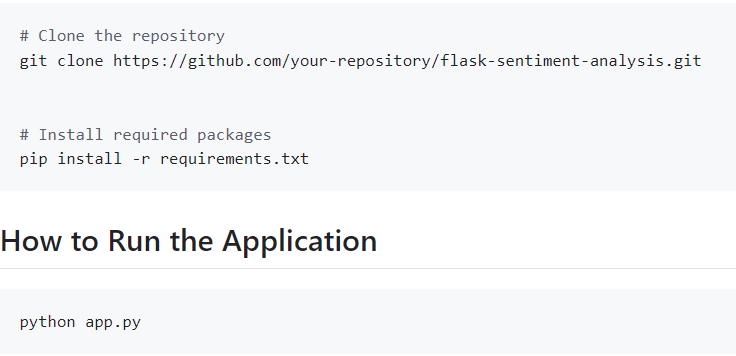 # Clone the repository
git clone https://github.com/your-repository/flask-sentiment-analysis.git
# Install required packages
pip install -r requirements.txt
How to Run the Application
python app.py